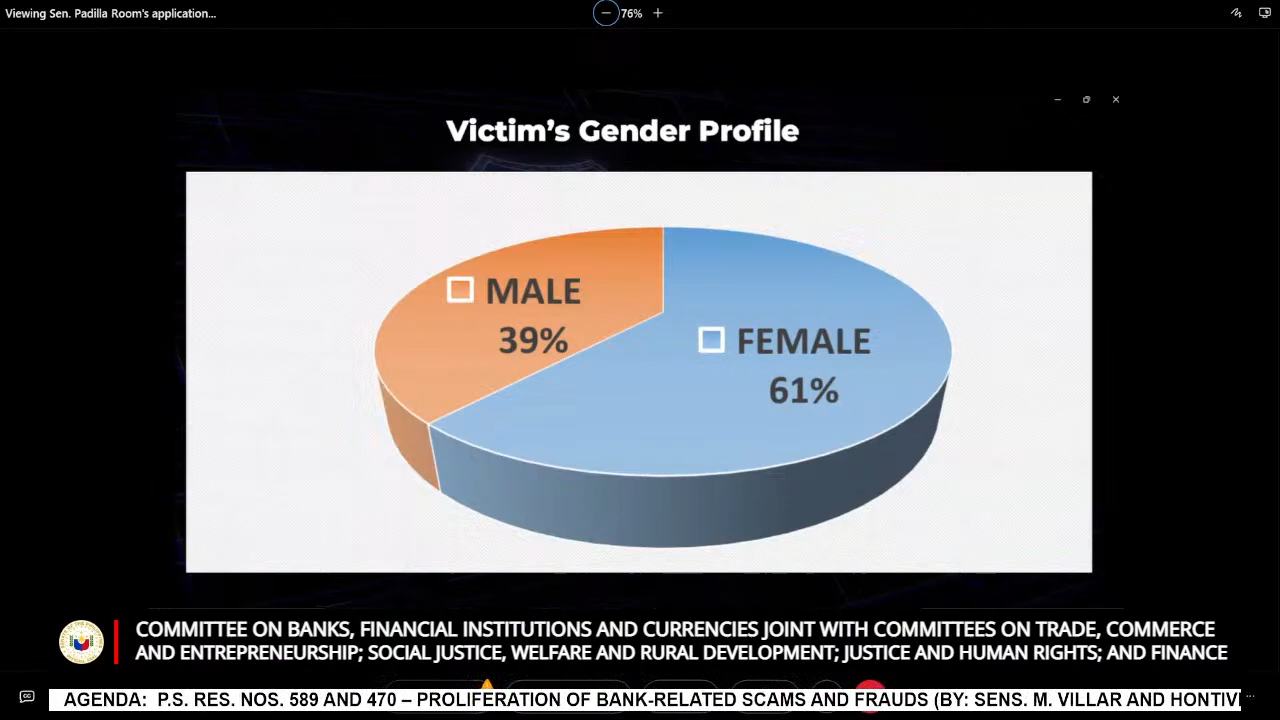 Viewing Sen. Padilla Room's application...
76%
Victim's Gender Profile
MALE
39%
FEMALE
61%
COMMITTEE ON BANKS, FINANCIAL INSTITUTIONS AND CURRENCIES JOINT WITH COMMITTEES ON TRADE, COMMERCE
AND ENTREPRENEURSHIP; SOCIAL JUSTICE, WELFARE AND RURAL DEVELOPMENT; JUSTICE AND HUMAN RIGHTS; AND FINANCE
CC
AGENDA: P.S. RES. NOS. 589 AND 470 – PROLIFERATION OF BANK-RELATED SCAMS AND FRAUDS (BY: SENS. M. VILLAR AND